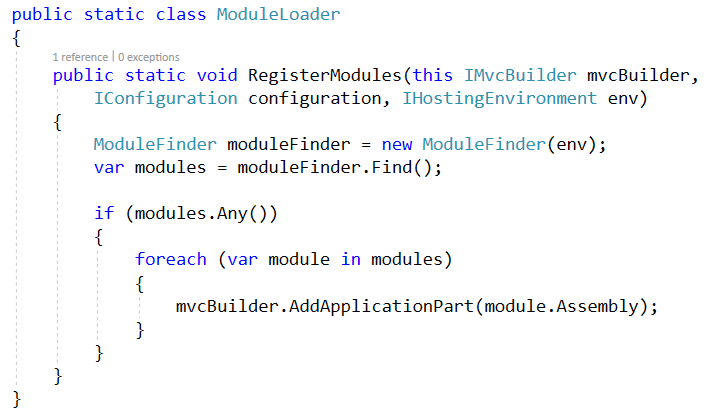 public static class ModuleLoader
{
1 reference | 0 exceptions
public static void RegisterModules(this IMvcBuilder mvcBuilder,
IConfiguration configuration, IHostingEnvironment env)
{
ModuleFinder moduleFinder = new ModuleFinder(env);
var modules = moduleFinder.Find();
if (modules.Any())
{
foreach (var module in modules)
{
mvcBuilder.AddApplicationPart(module.Assembly);
}
}
}
}